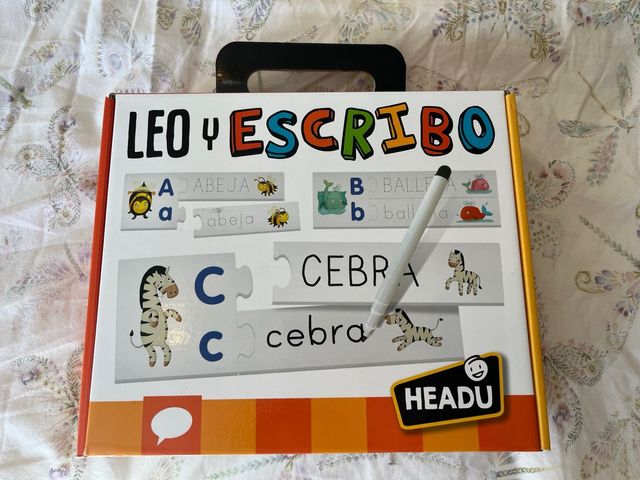 LEO Y ESCRIBO
A ABEJA
a abeja
B BALLENA
b ballena
C CEBRA
c cebra
HEADU